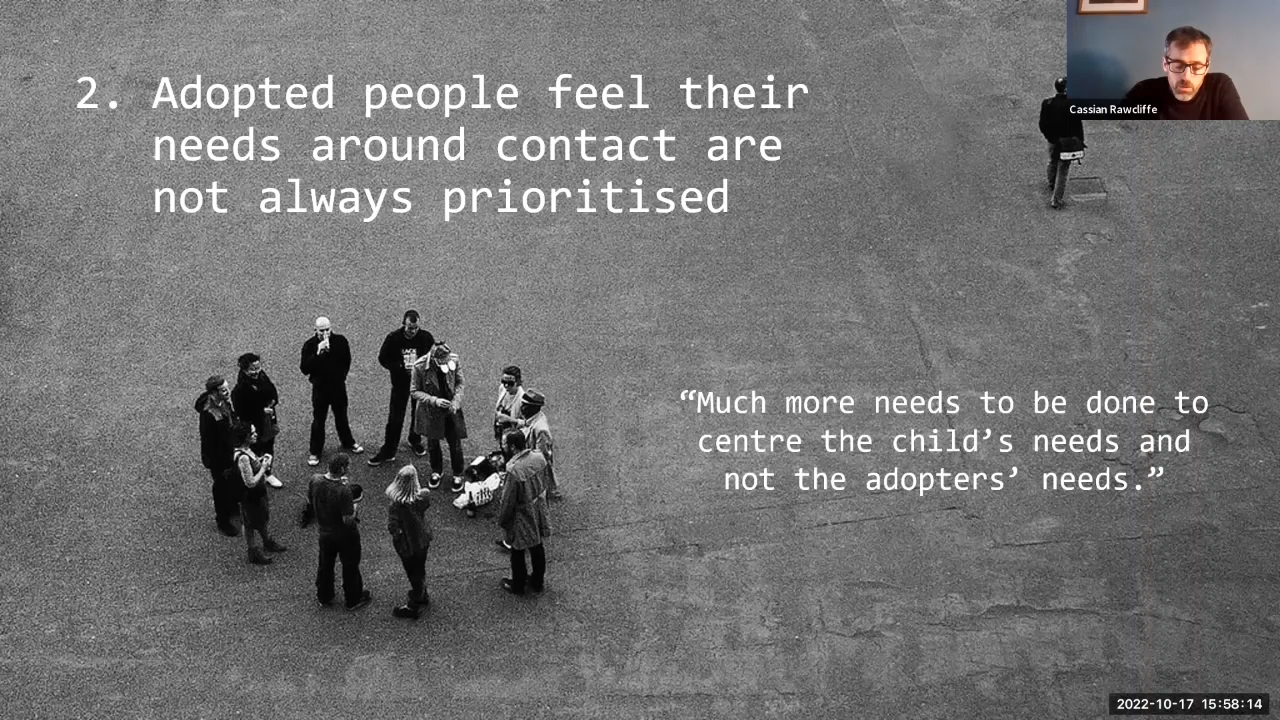 2. Adopted people feel their
needs around contact are
not always prioritised
Cassian Rawcliffe
“Much more needs to be done to
centre the child’s needs and
not the adopters’ needs.”
2022-10-17 15:58:14